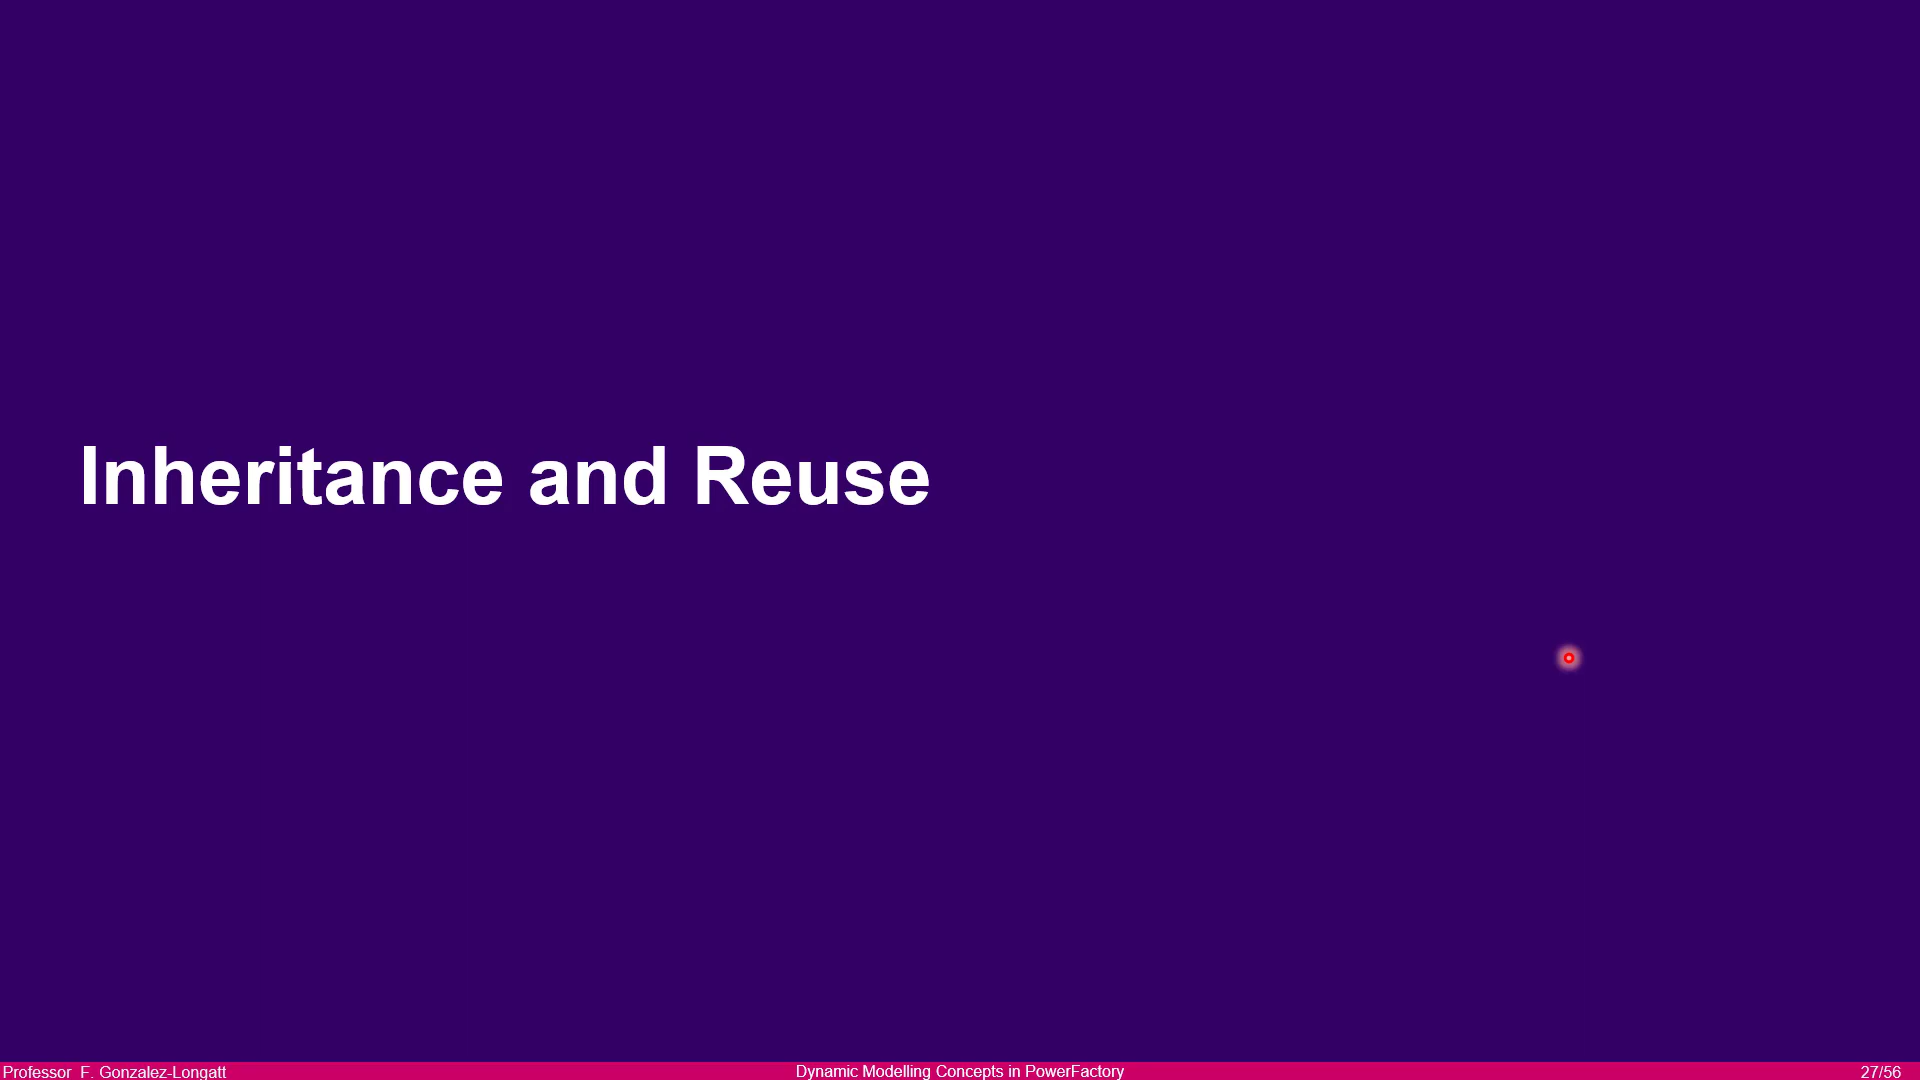 Inheritance and Reuse
Professor F. Gonzalez-Longatt
Dynamic Modelling Concepts in PowerFactory
27/56